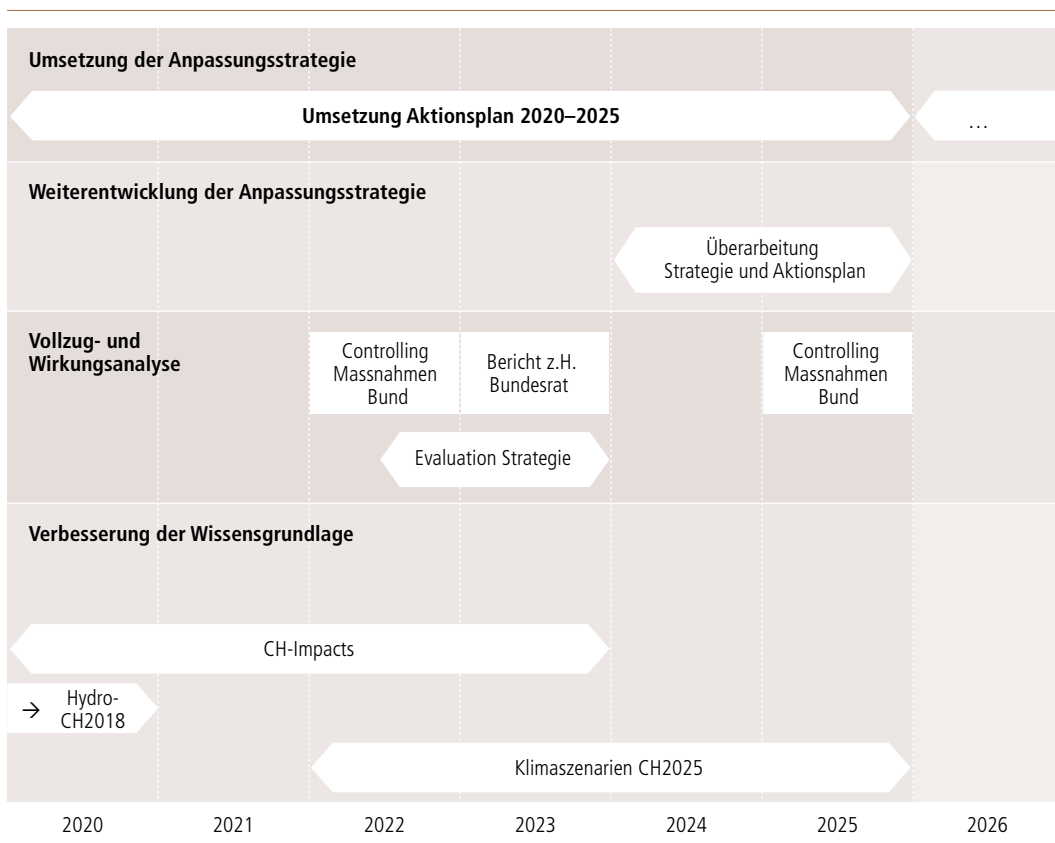 Umsetzung der Anpassungsstrategie
Umsetzung Aktionsplan 2020–2025
...
Weiterentwicklung der Anpassungsstrategie
Überarbeitung
Strategie und Aktionsplan
Vollzug- und
Wirkungsanalyse
Controlling
Massnahmen
Bund
Bericht z.H.
Bundesrat
Controlling
Massnahmen
Bund
Evaluation Strategie
Verbesserung der Wissensgrundlage
CH-Impacts
→ Hydro-
CH2018
Klimaszenarien CH2025
2020 2021 2022 2023 2024 2025 2026